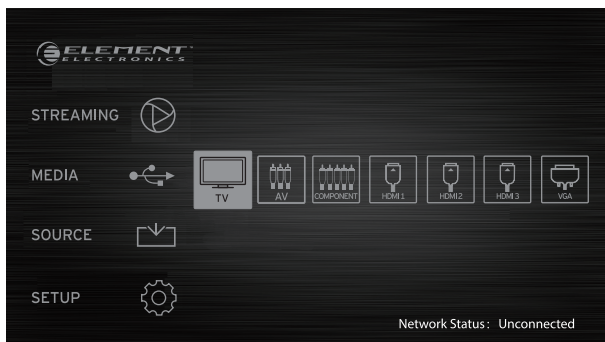 ELEMENT
ELECTRONICS
STREAMING
MEDIA
TV
AV
COMPONENT
HDMI 1
HDMI2
HDMI 3
VGA
SOURCE
SETUP
Network Status: Unconnected